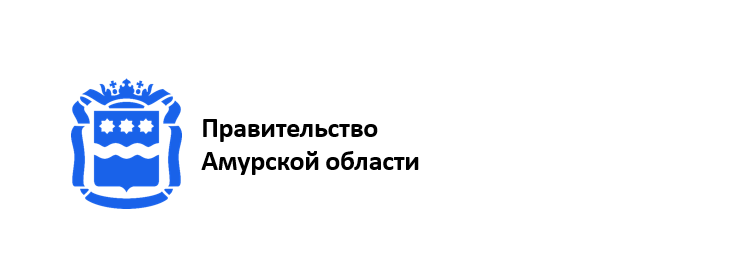 Правительство
Амурской области